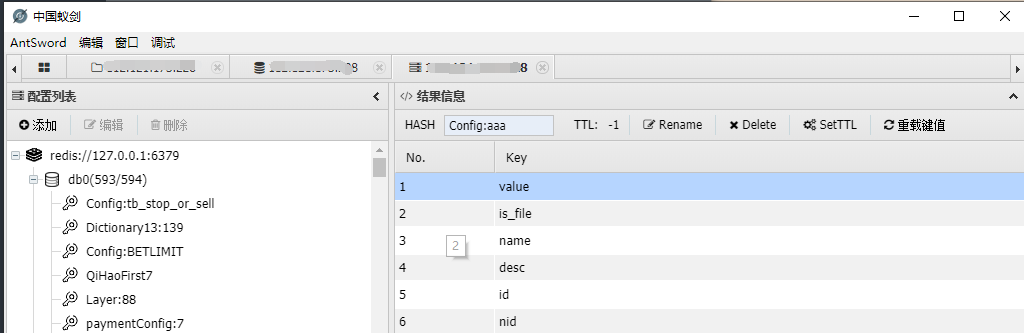 中国蚁剑
AntSword 编辑 窗口 调试
配置列表
添加 编辑 删除
redis://127.0.0.1:6379
db0(593/594)
Config:tb_stop_or_sell
Dictionary13:139
Config:BETLIMIT
QiHaoFirst7
Layer:88
paymentConfig:7
结果信息
HASH Config:aaa TTL: -1 Rename Delete SetTTL 重载键值
No. Key
1 value
2 is_file
3 name
2
4 desc
5 id
6 nid